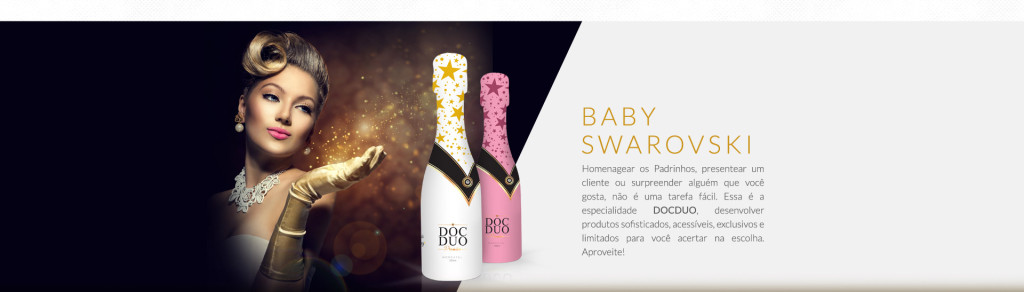 BABY
SWAROVSKI
Homenagear os Padrinhos, presentear um
cliente ou surpreender alguém que você
gosta, não é uma tarefa fácil. Essa é a
especialidade DOCDUO, desenvolver
produtos sofisticados, acessíveis, exclusivos e
limitados para você acertar na escolha.
Aproveite!
DOC
DUO
DOC
DUO